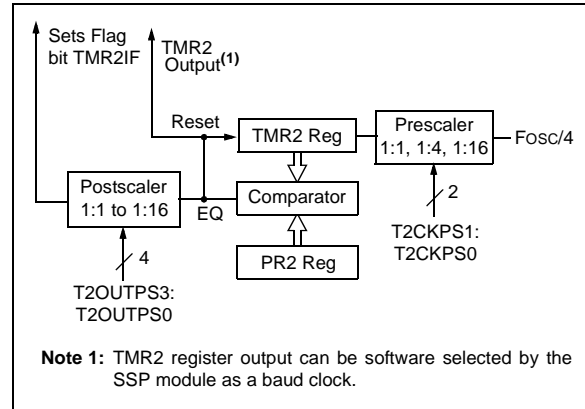 Sets Flag
bit TMR2IF
TMR2
Output(1)
Reset
TMR2 Reg
Prescaler
1:1, 1:4, 1:16
FOSC/4
Postscaler
1:1 to 1:16
EQ
Comparator
2
T2CKPS1:
T2CKPS0
4
T2OUTPS3:
T2OUTPS0
PR2 Reg
Note 1: TMR2 register output can be software selected by the
SSP module as a baud clock.